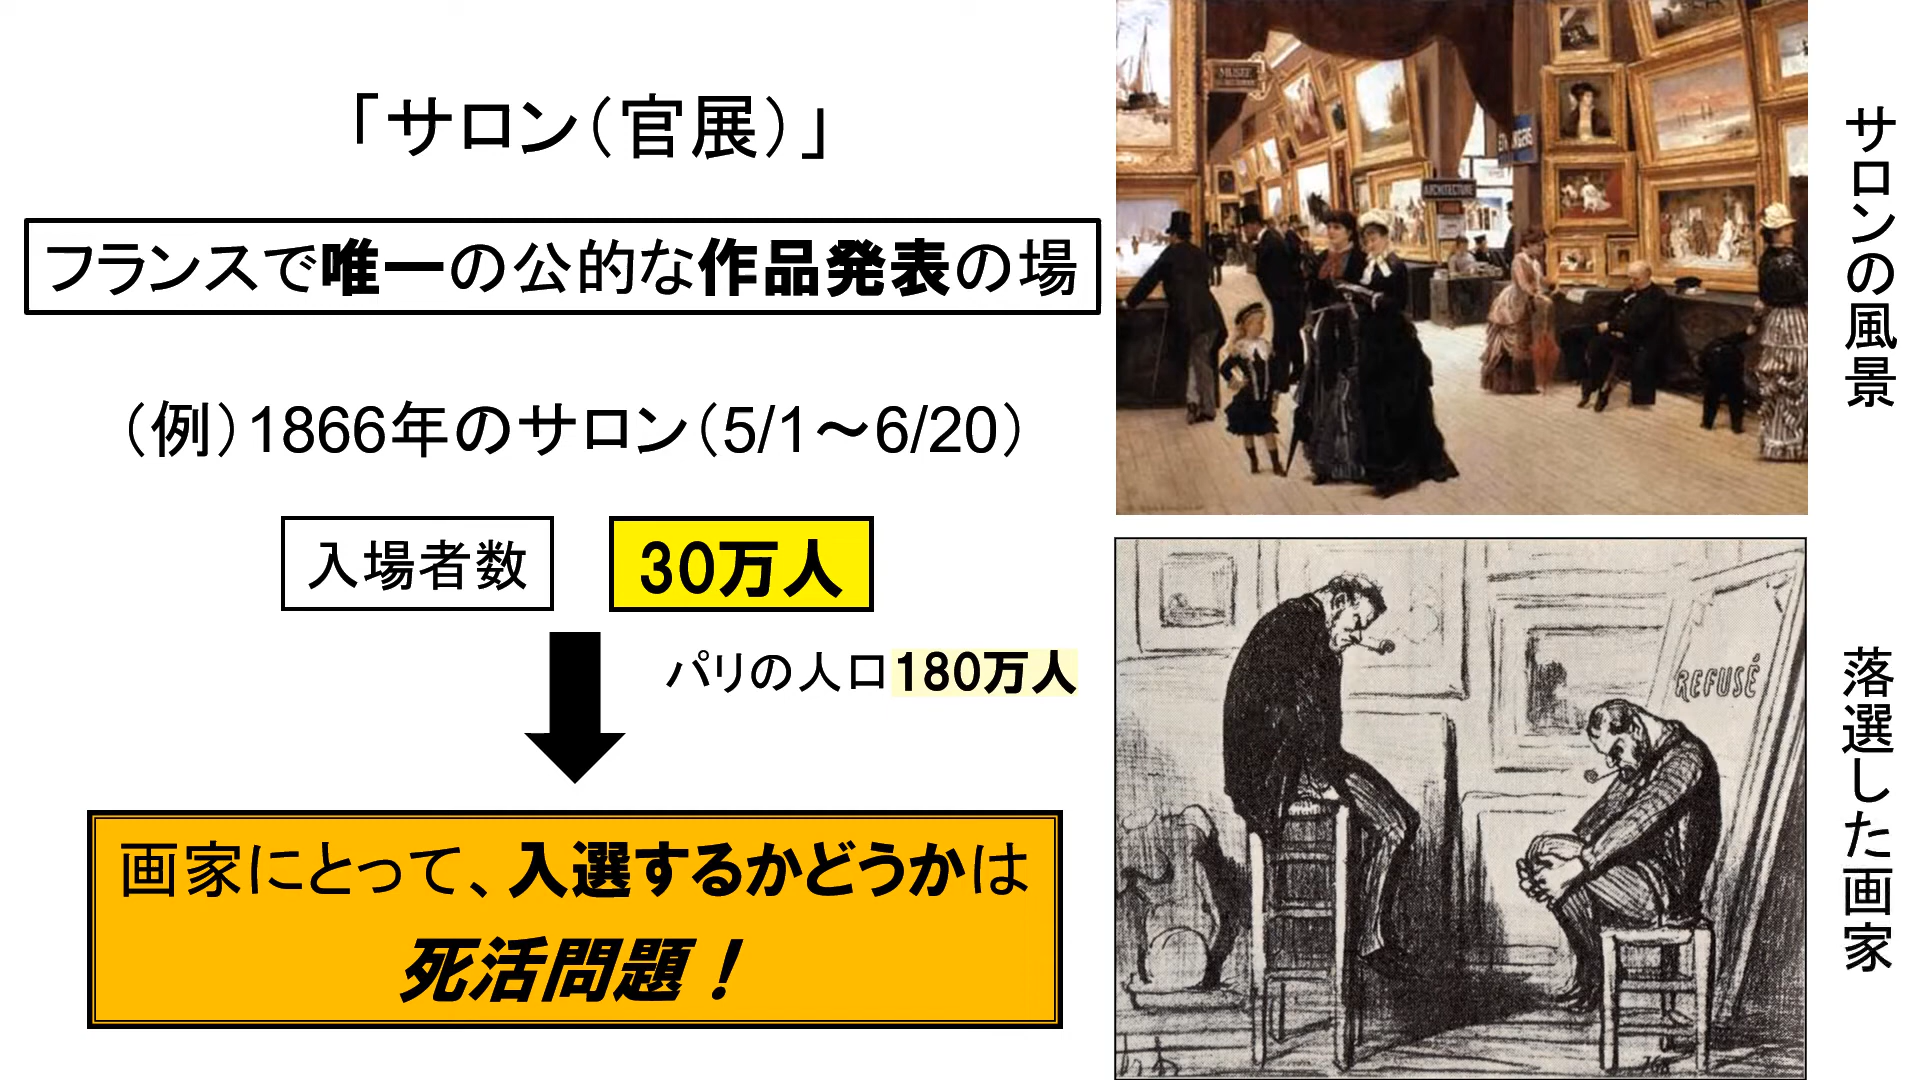 「サロン（官展）」
フランスで唯一の公的な作品発表の場
（例）1866年のサロン（5/1～6/20）
入場者数
30万人
パリの人口180万人
画家にとって、入選するかどうかは
死活問題！
サロンの風景
MUSEE
ARCHITECTURE
落選した画家
REFUSÉ